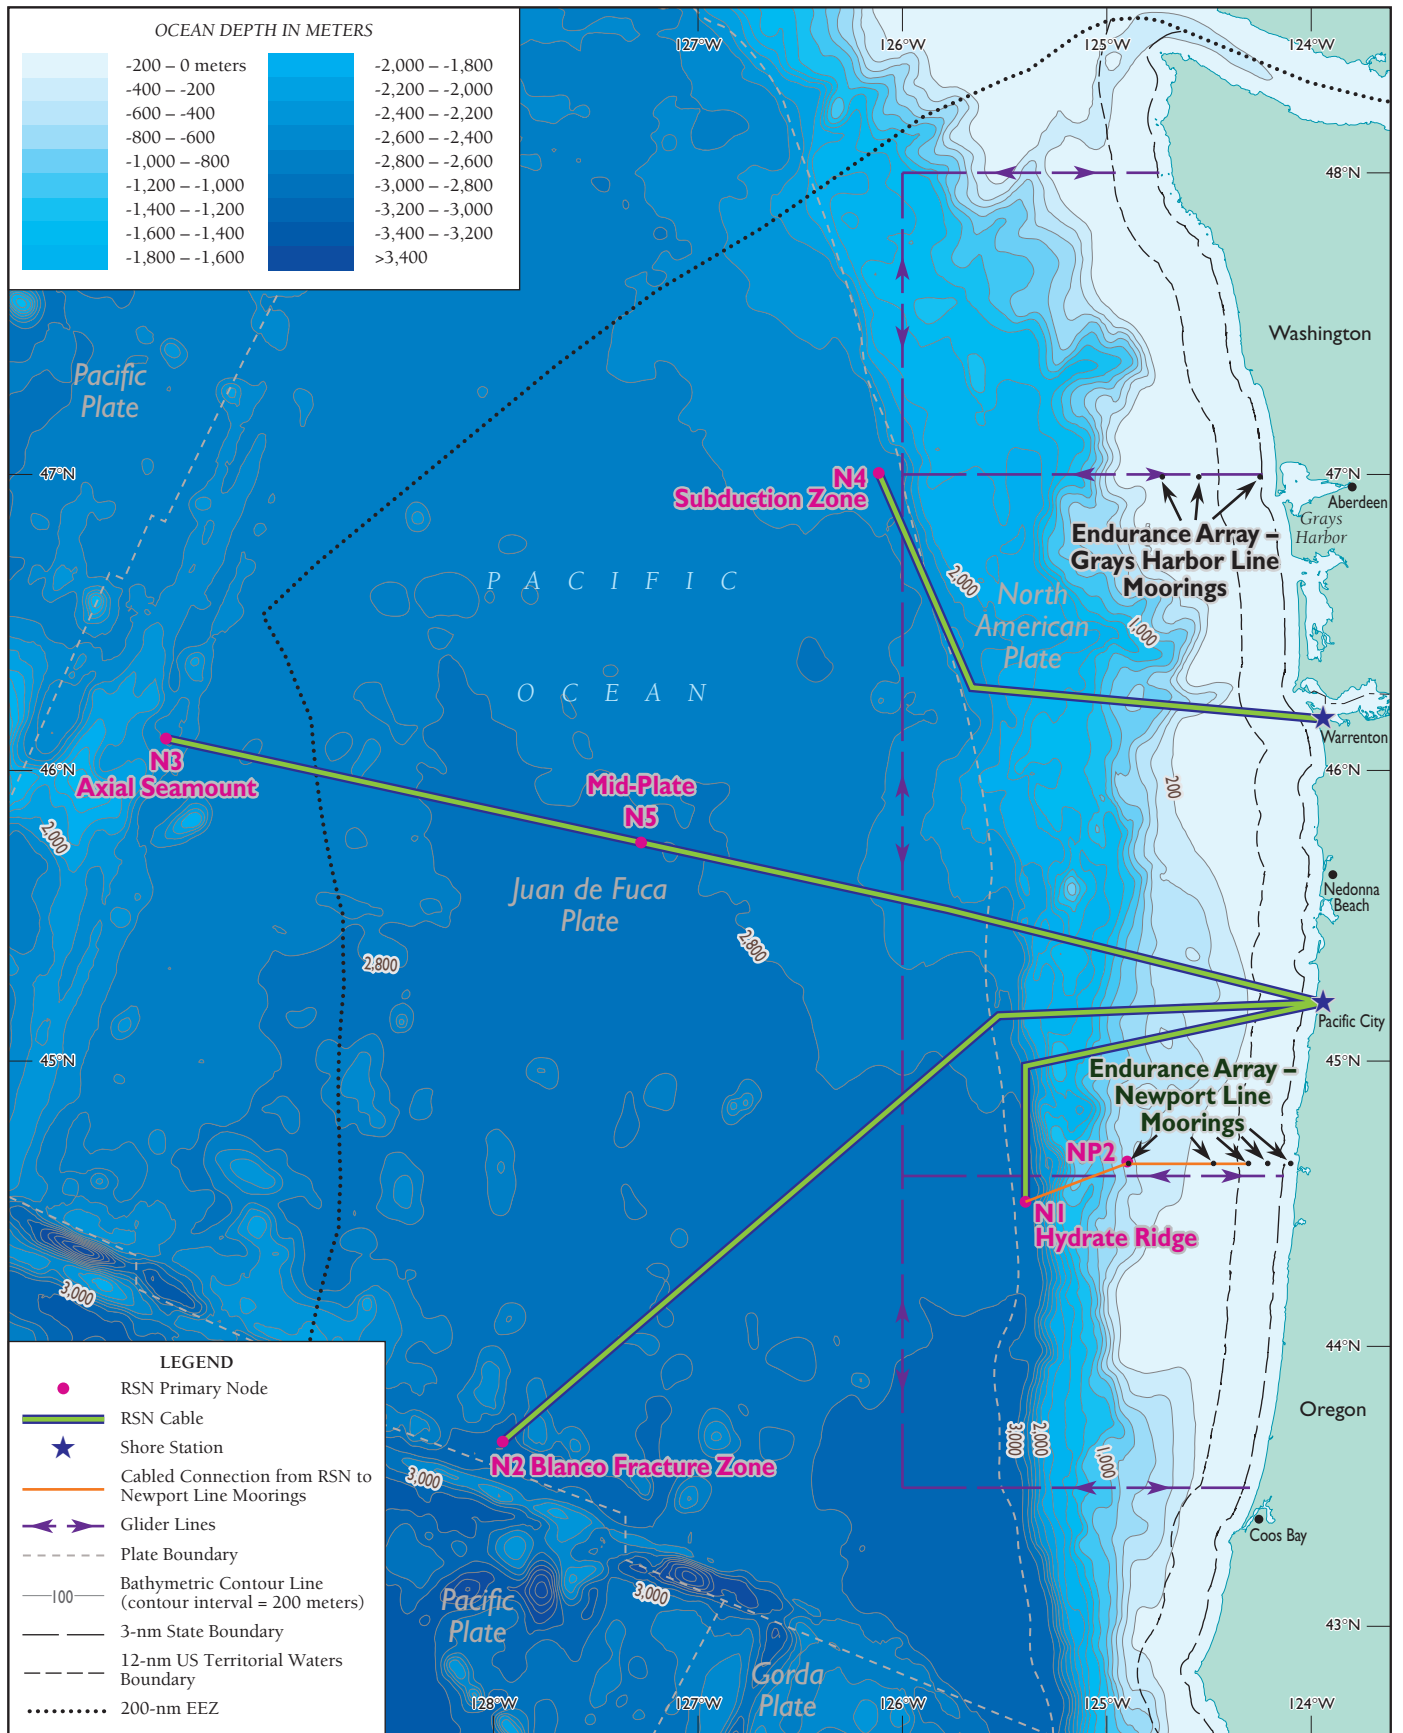 OCEAN DEPTH IN METERS
-200 – 0 meters
-400 – -200
-600 – -400
-800 – -600
-1,000 – -800
-1,200 – -1,000
-1,400 – -1,200
-1,600 – -1,400
-1,800 – -1,600
-2,000 – -1,800
-2,200 – -2,000
-2,400 – -2,200
-2,600 – -2,400
-2,800 – -2,600
-3,000 – -2,800
-3,200 – -3,000
-3,400 – -3,200
>3,400
127°W
126°W
125°W
124°W
48°N
Washington
Pacific
Plate
47°N
N4
Subduction Zone
47°N
Aberdeen
Grays
Harbor
Endurance Array –
Grays Harbor Line
Moorings
PACIFIC
OCEAN
2,000
North
American
Plate
1,000
Warrenton
N3
Axial Seamount
46°N
46°N
Mid-Plate
N5
200
2,000
Juan de Fuca
Plate
Nedonna
Beach
2,800
2,800
Pacific City
45°N
45°N
Endurance Array –
Newport Line
Moorings
NP2
N1
Hydrate Ridge
3,000
44°N
Oregon
3,000
2,000
1,000
N2 Blanco Fracture Zone
3,000
Coos Bay
3,000
Pacific
Plate
43°N
Gorda
Plate
128°W
127°W
126°W
125°W
124°W
LEGEND
RSN Primary Node
RSN Cable
Shore Station
Cabled Connection from RSN to
Newport Line Moorings
Glider Lines
Plate Boundary
100
Bathymetric Contour Line
(contour interval = 200 meters)
3-nm State Boundary
12-nm US Territorial Waters
Boundary
200-nm EEZ